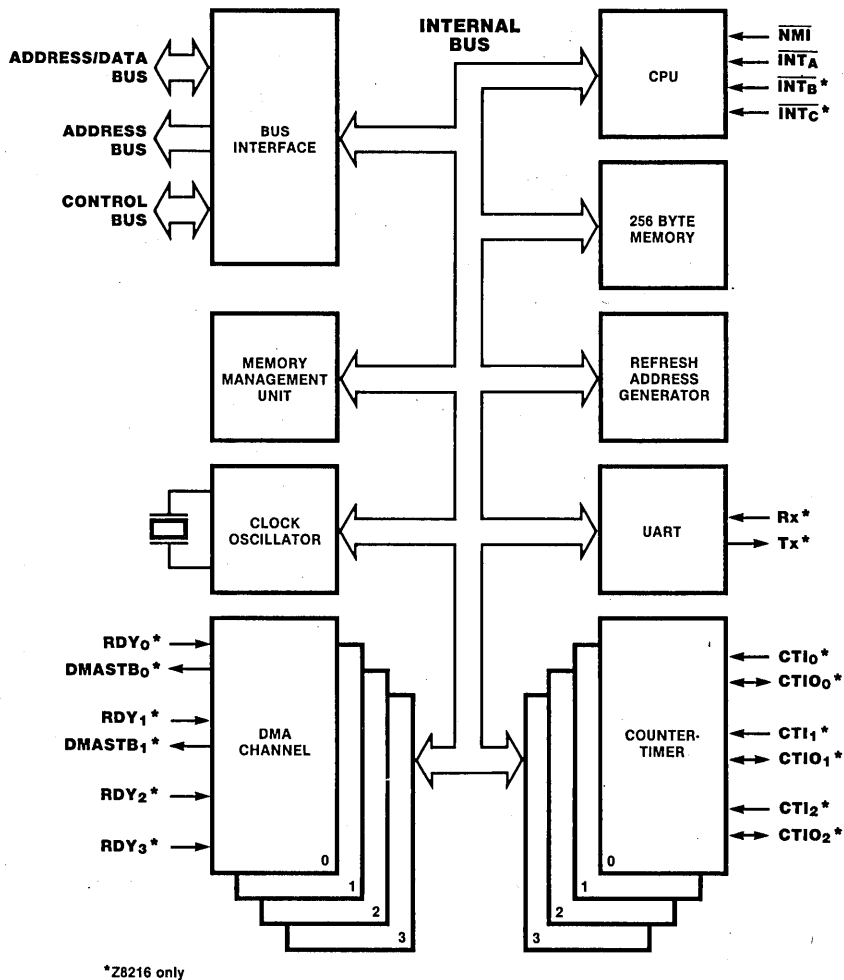 INTERNAL
BUS
ADDRESS/DATA
BUS
ADDRESS
BUS
CONTROL
BUS
BUS
INTERFACE
CPU
NMI
INTA
INTB*
INTC*
256 BYTE
MEMORY
MEMORY
MANAGEMENT
UNIT
REFRESH
ADDRESS
GENERATOR
CLOCK
OSCILLATOR
UART
Rx*
Tx*
RDY0*
DMASTB0*
RDY1*
DMASTB1*
RDY2*
RDY3*
DMA
CHANNEL
0
1
2
3
COUNTER-
TIMER
0
1
2
3
CTI0*
CTIO0*
CTI1*
CTIO1*
CTI2*
CTIO2*
*Z8216 only